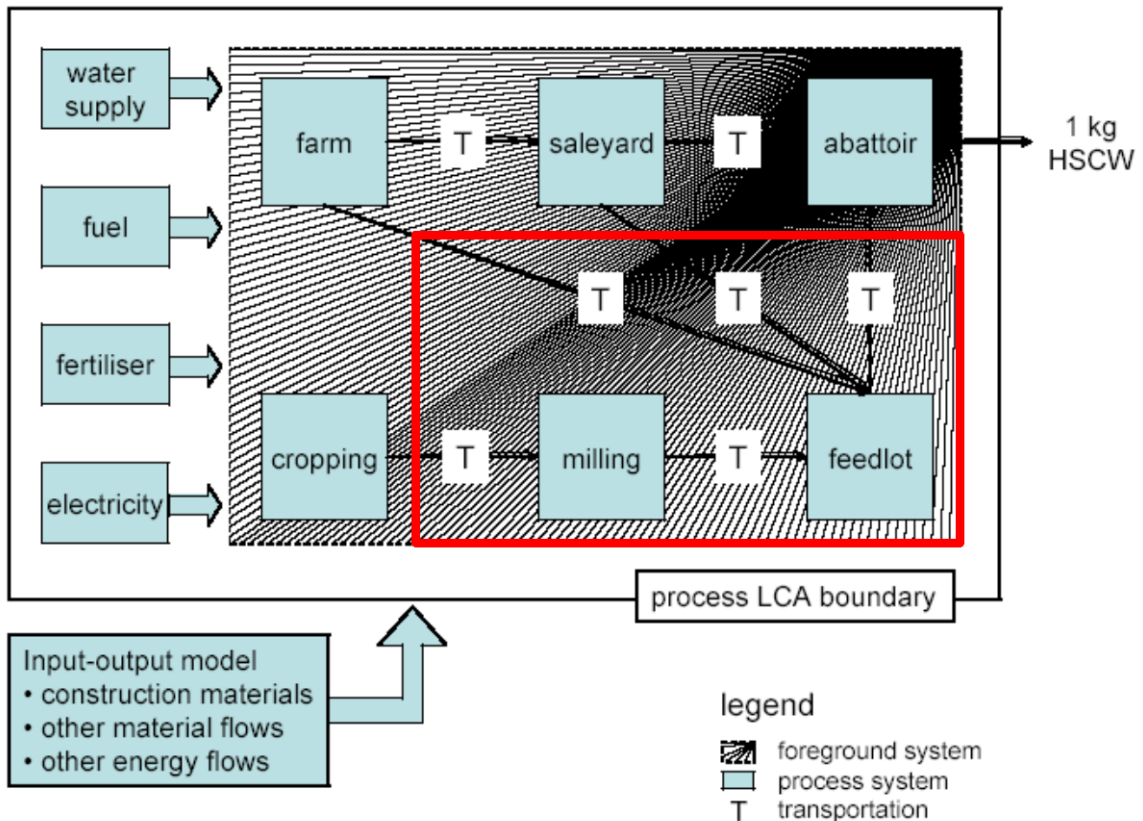 water
supply
fuel
fertiliser
electricity
farm
T
saleyard
T
abattoir
1 kg
HSCW
T
T
T
cropping
T
milling
T
feedlot
process LCA boundary
Input-output model
• construction materials
• other material flows
• other energy flows
legend
foreground system
process system
T transportation